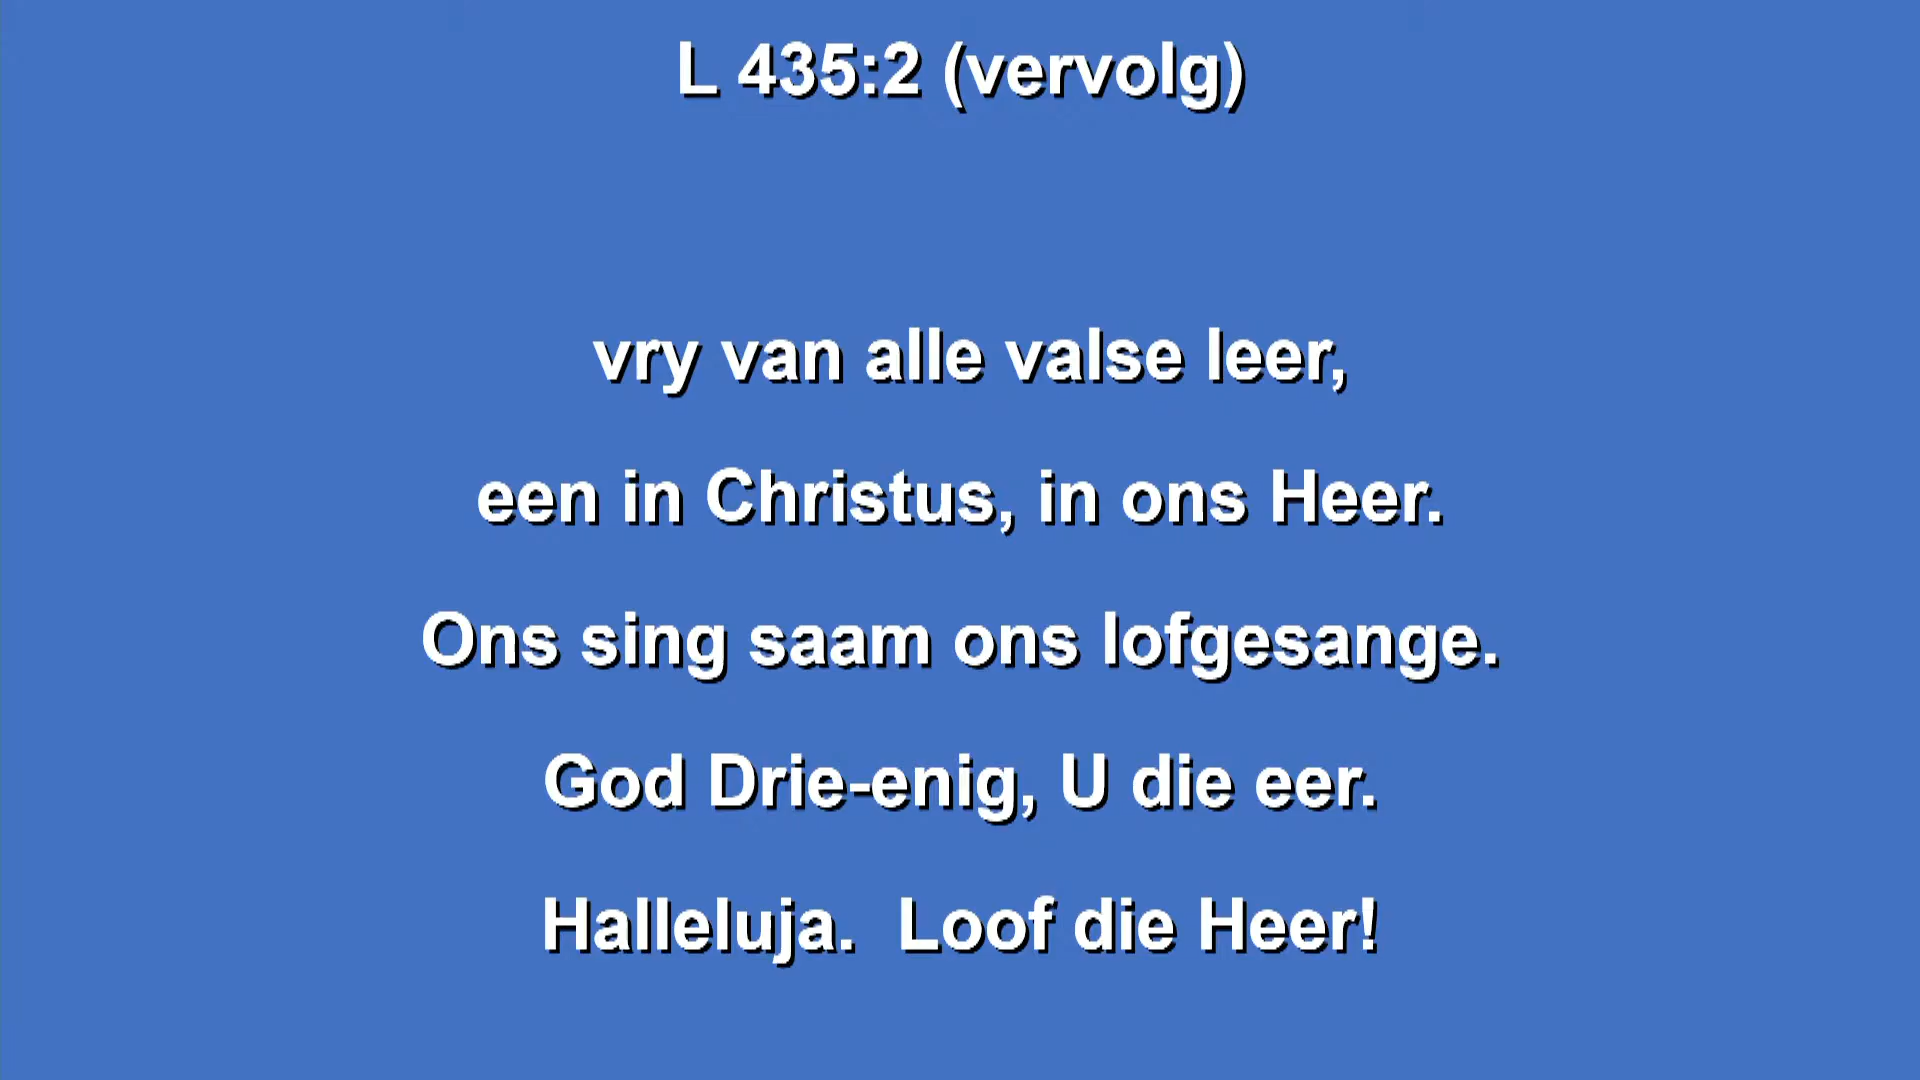 L 435:2 (vervolg)
vry van alle valse leer,
een in Christus, in ons Heer.
Ons sing saam ons lofgesange.
God Drie-enig, U die eer.
Halleluja.  Loof die Heer!